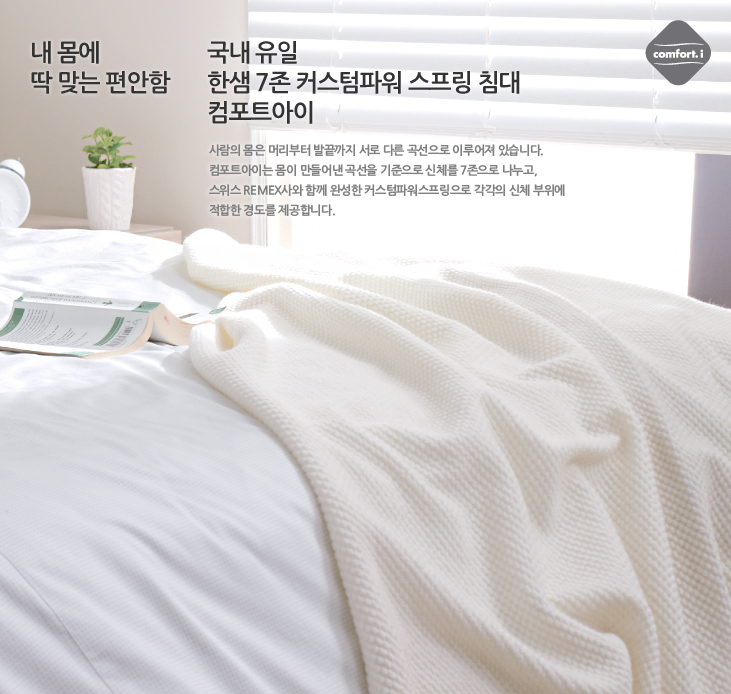 내 몸에
딱 맞는 편안함
국내 유일
한샘 7존 커스텀파워 스프링 침대
컴포트아이
사람의 몸은 머리부터 발끝까지 서로 다른 곡선으로 이루어져 있습니다.
컴포트아이는 몸이 만들어낸 곡선을 기준으로 신체를 7존으로 나누고,
스위스 REMEX사와 함께 완성한 커스텀파워스프링으로 각각의 신체 부위에
적합한 경도를 제공합니다.
comfort.i